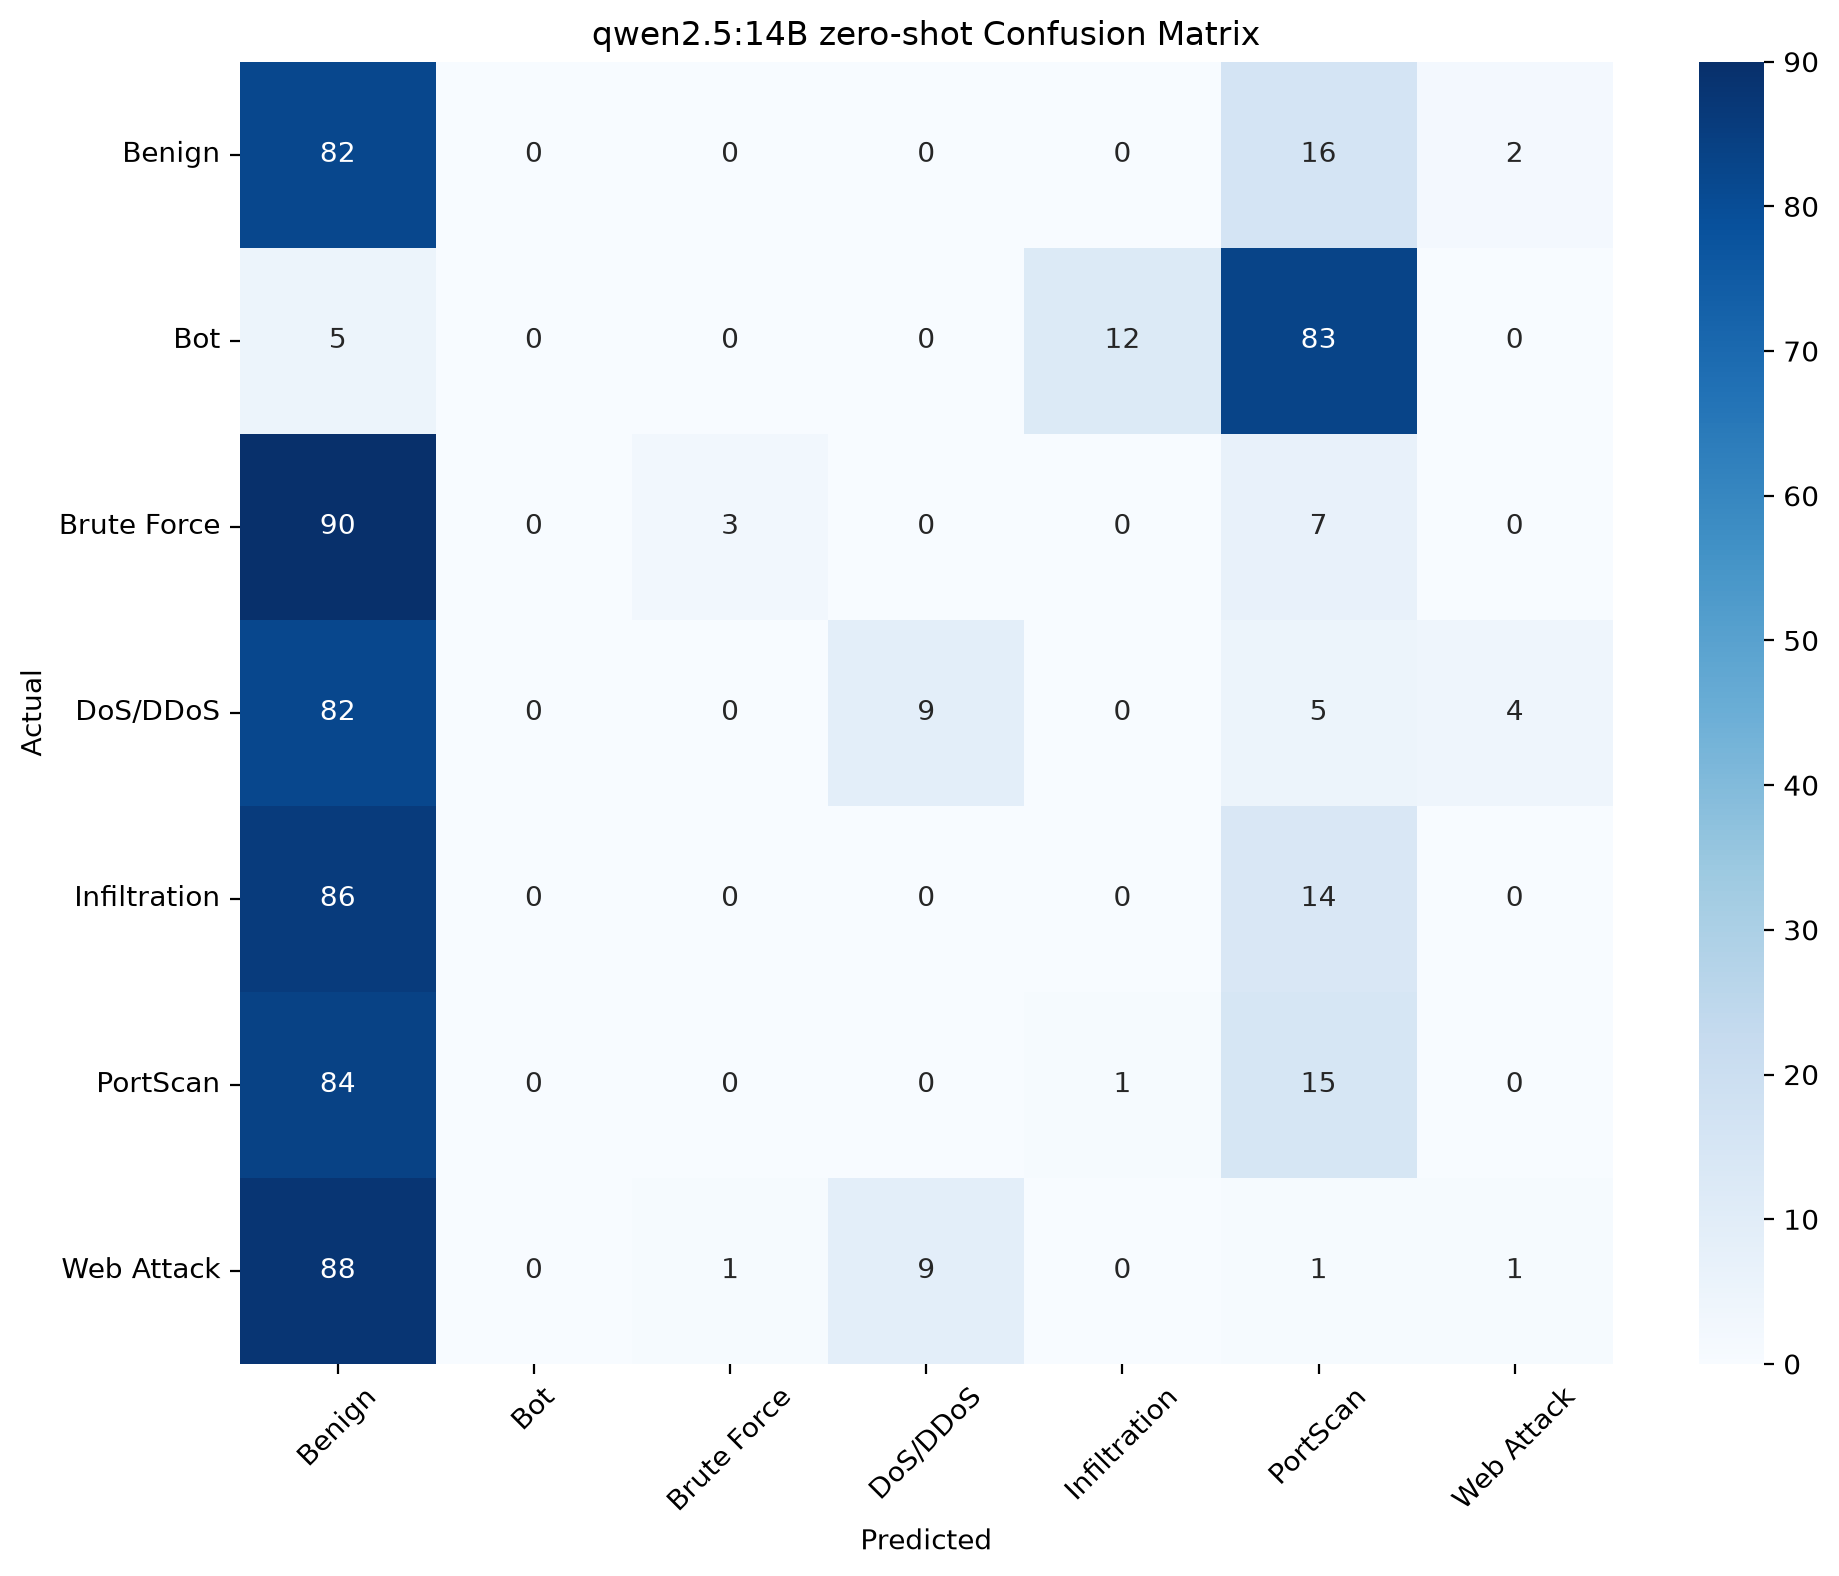 qwen2.5:14B zero-shot Confusion Matrix
Benign 82 0 0 0 0 16 2
Bot 5 0 0 0 12 83 0
Brute Force 90 0 3 0 0 7 0
DoS/DDoS 82 0 0 9 0 5 4
Infiltration 86 0 0 0 0 14 0
PortScan 84 0 0 0 1 15 0
Web Attack 88 0 1 9 0 1 1
Actual
Benign Bot Brute Force DoS/DDoS Infiltration PortScan Web Attack
Predicted
90
80
70
60
50
40
30
20
10
0